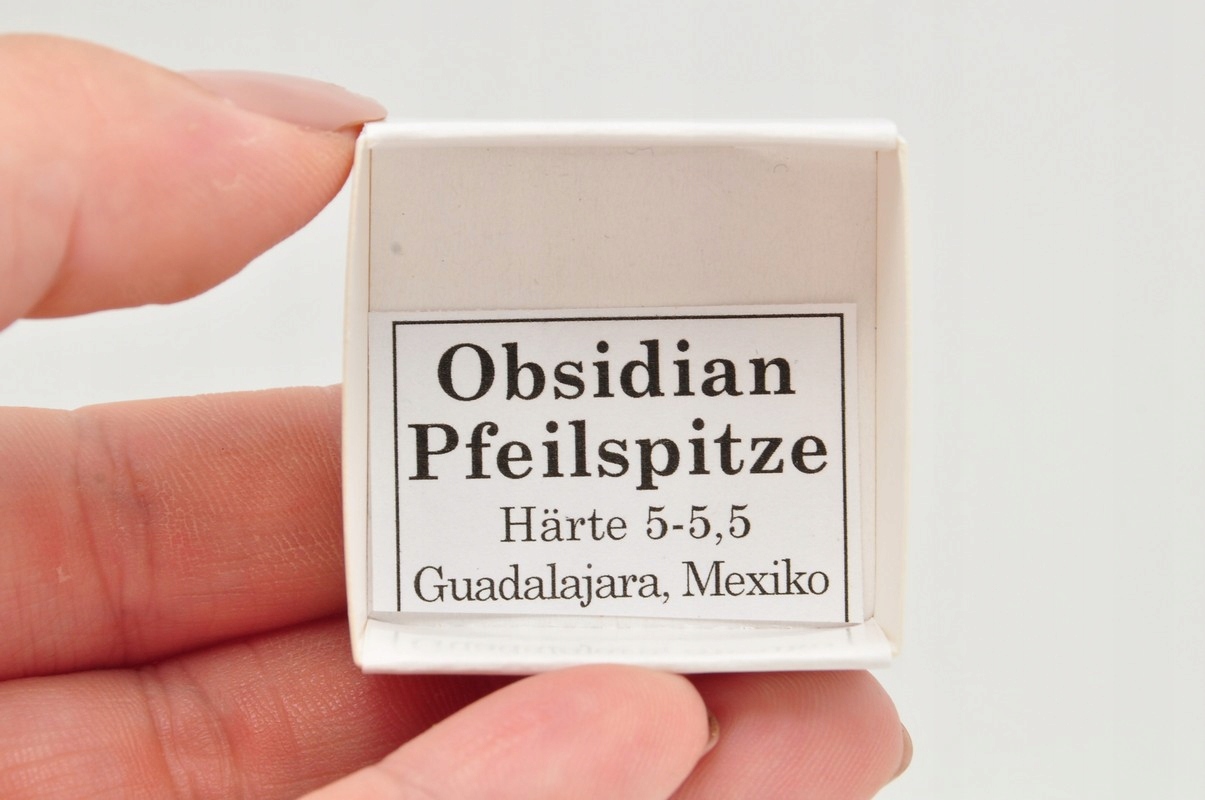 Obsidian
Pfeilspitze
Härte 5-5,5
Guadalajara, Mexiko